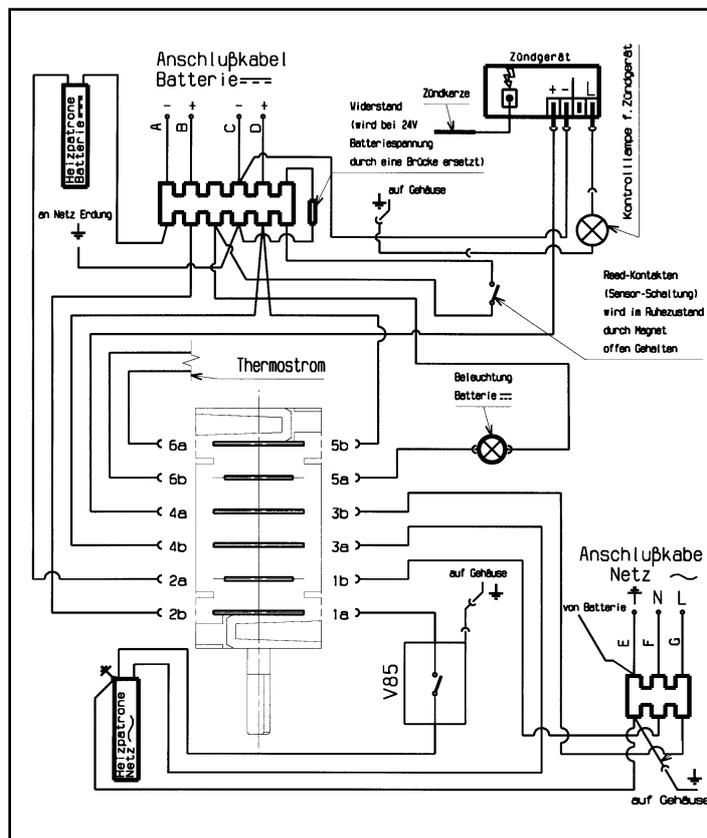 Anschlußkabel
Batterie
- + - +
A B C D
Heizpatrone
Batterie
an Netz Erdung
Widerstand
(wird bei 24V
Batteriespannung
durch eine Brücke ersetzt)
Zündkerze
Zündgerät
+ - L
Kontrolllampe f.Zündgerät
auf Gehäuse
Reed-Kontakten
(Sensor-Schaltung)
wird im Ruhezustand
durch Magnet
offen Gehalten
Thermostrom
Beleuchtung
Batterie
6a 5b
6b 5a
4a 3b
4b 3a
2a 1b
2b 1a
auf Gehäuse
V85
Anschlußkabe
Netz ~
von Batterie
N L
E F G
Heizpatrone
Netz ~
auf Gehäuse